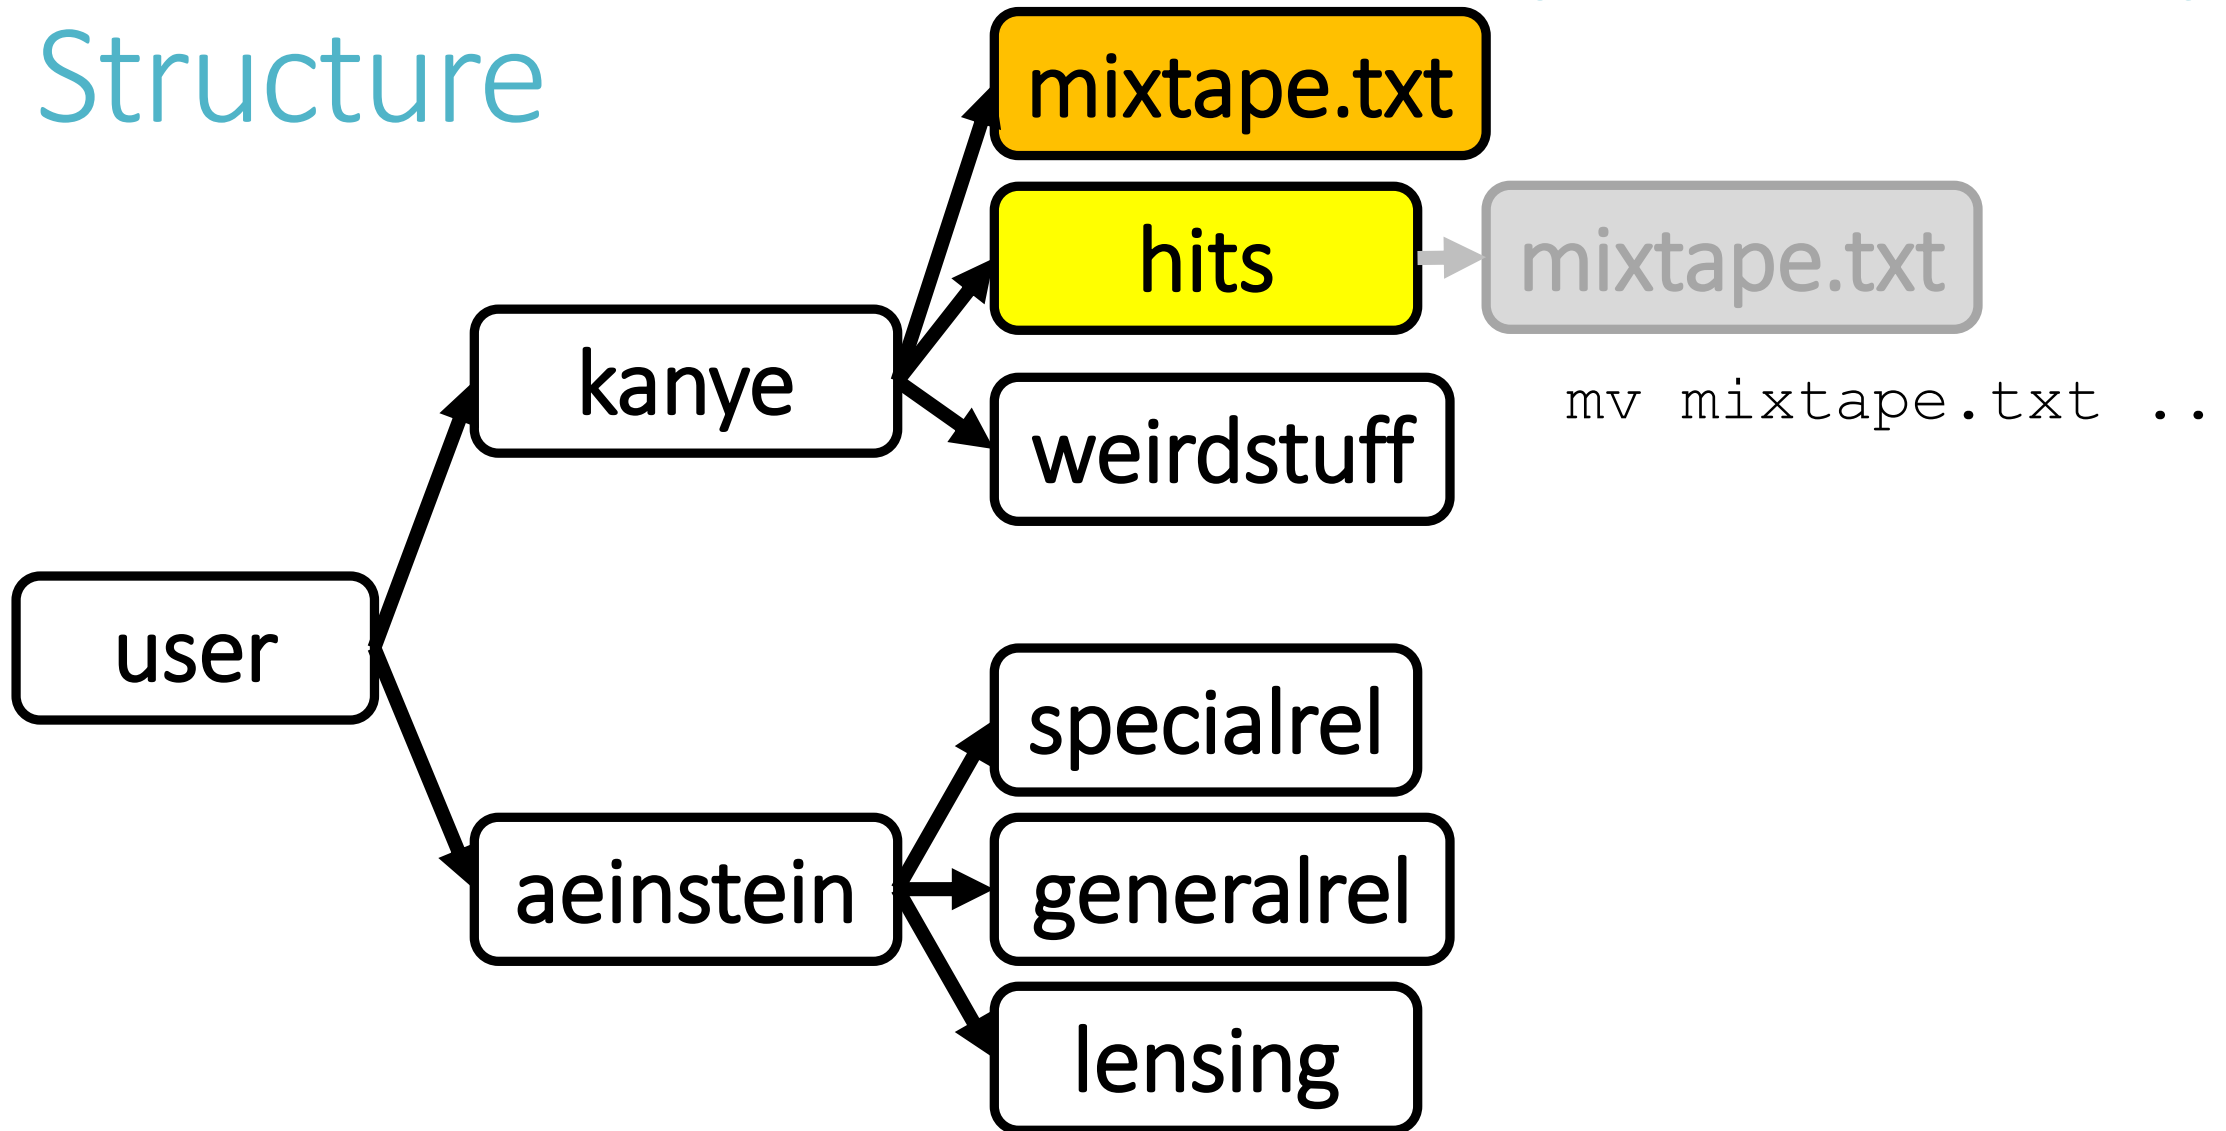 Structure
mixtape.txt
hits
mixtape.txt
kanye
weirdstuff
mv mixtape.txt ..
user
specialrel
aeinstein
generalrel
lensing